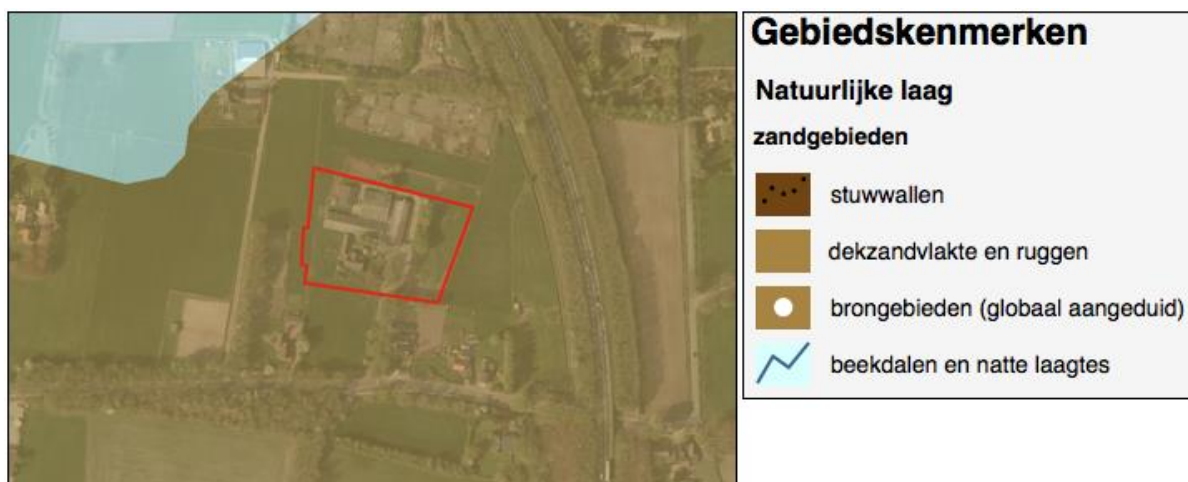 Gebiedskenmerken
Natuurlijke laag
zandgebieden
stuwwallen
dekzandvlakte en ruggen
brongebieden (globaal aangeduid)
beekdalen en natte laagtes